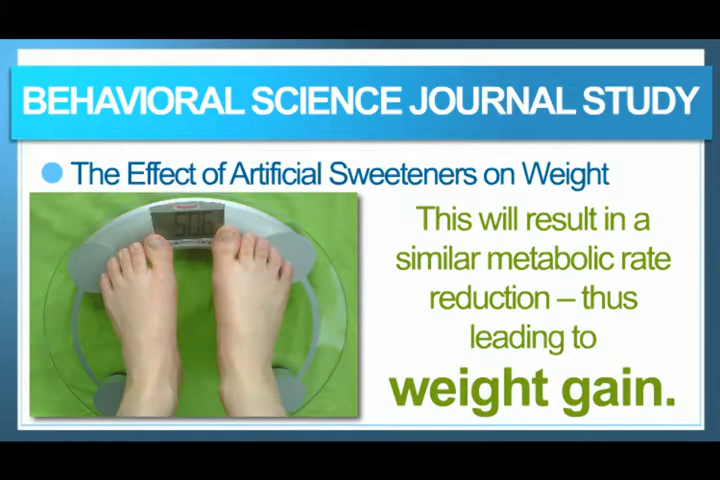 BEHAVIORAL SCIENCE JOURNAL STUDY
The Effect of Artificial Sweeteners on Weight
This will result in a
similar metabolic rate
reduction – thus
leading to
weight gain.